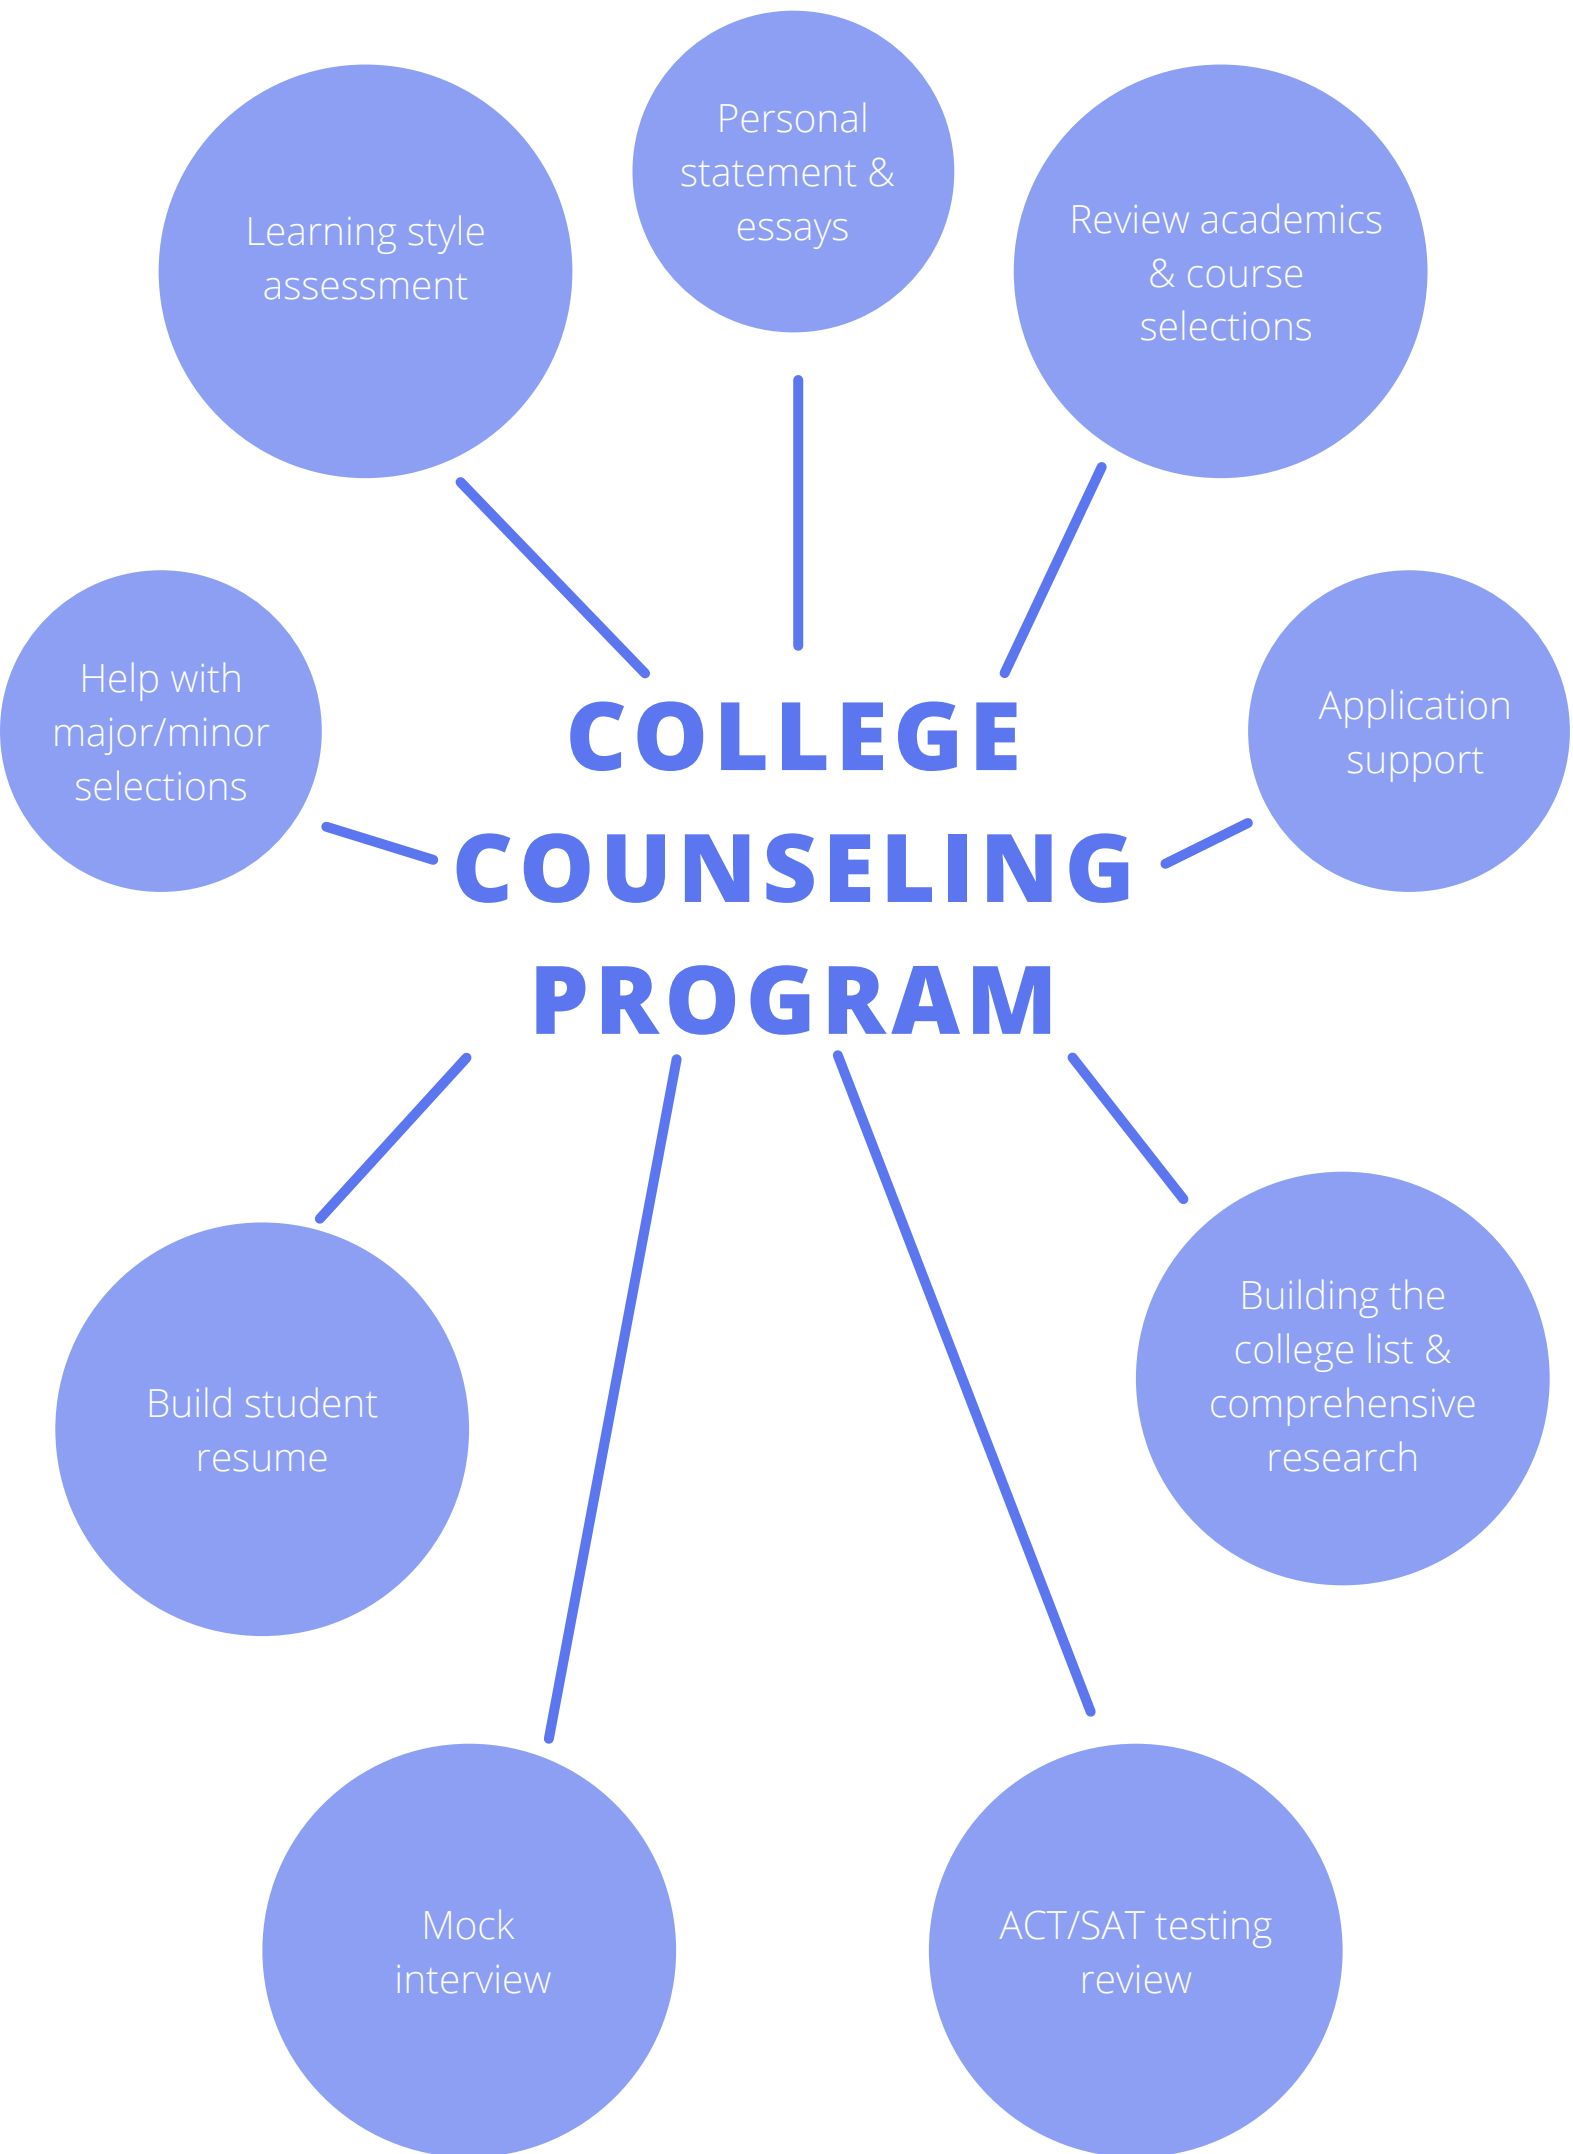 Personal
statement &
essays
Learning style
assessment
Review academics
& course
selections
Help with
major/minor
selections
Application
support
COLLEGE
COUNSELING
PROGRAM
Build student
resume
Building the
college list &
comprehensive
research
Mock
interview
ACT/SAT testing
review